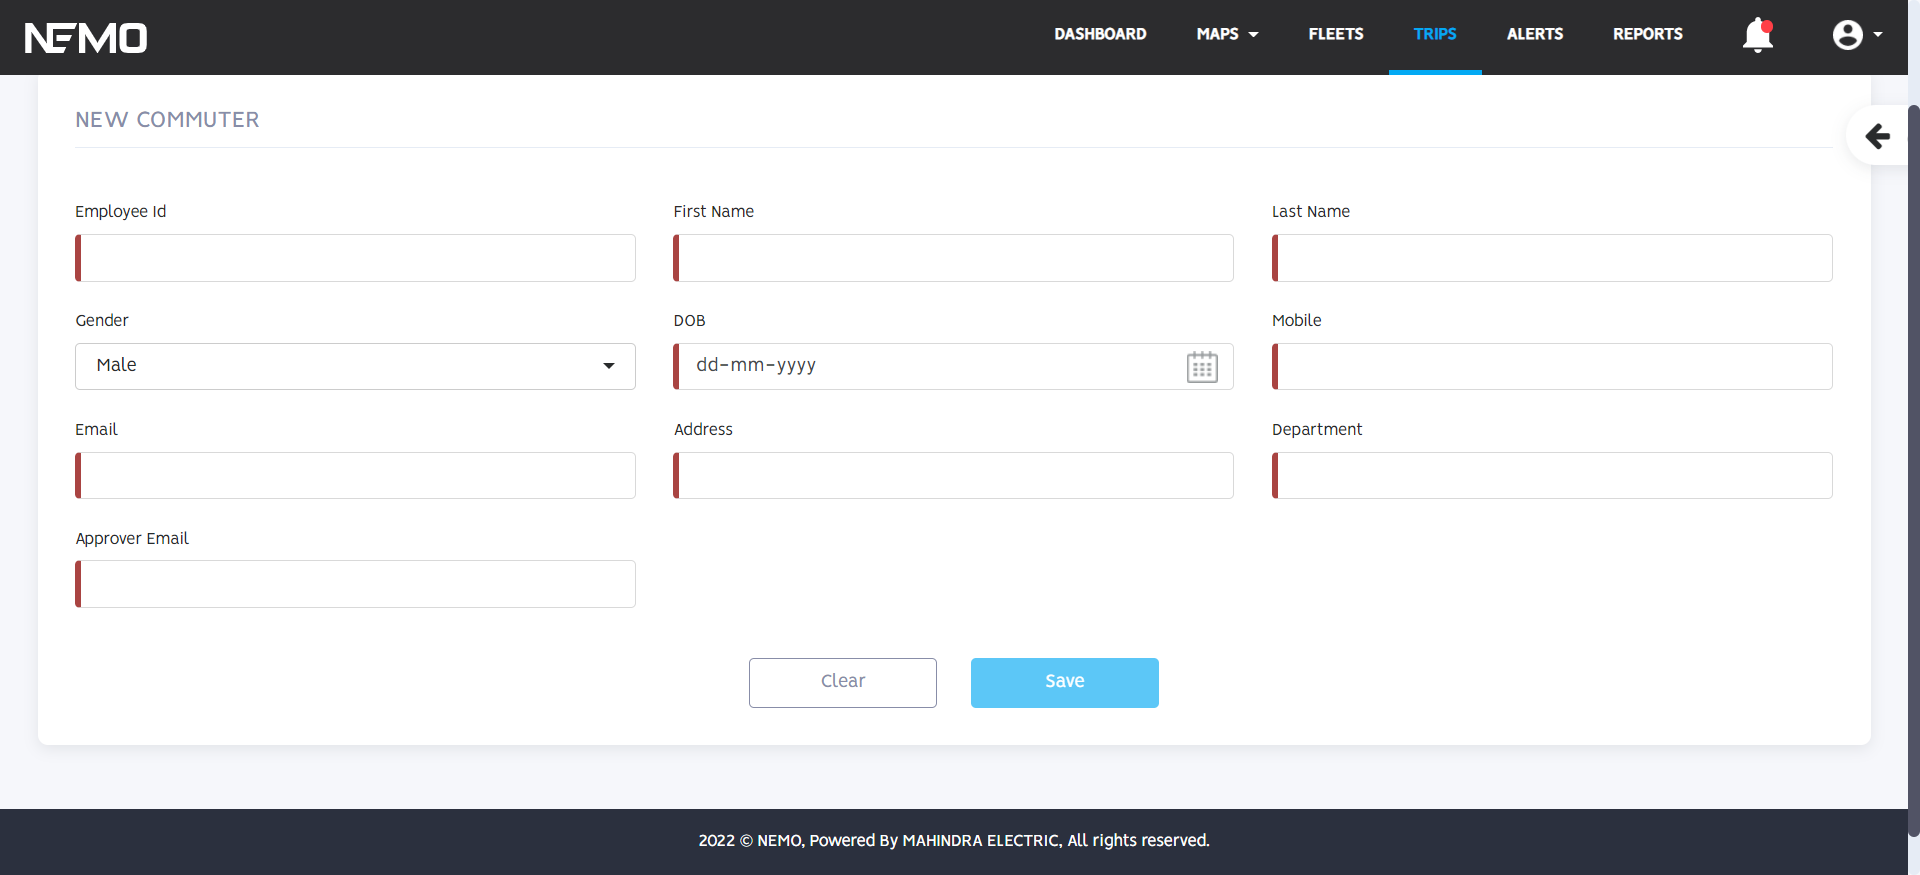 NEMO
DASHBOARD MAPS FLEETS TRIPS ALERTS REPORTS
NEW COMMUTER
Employee Id First Name Last Name
Gender DOB Mobile
Male dd-mm-yyyy
Email Address Department
Approver Email
Clear Save
2022 © NEMO, Powered By MAHINDRA ELECTRIC, All rights reserved.